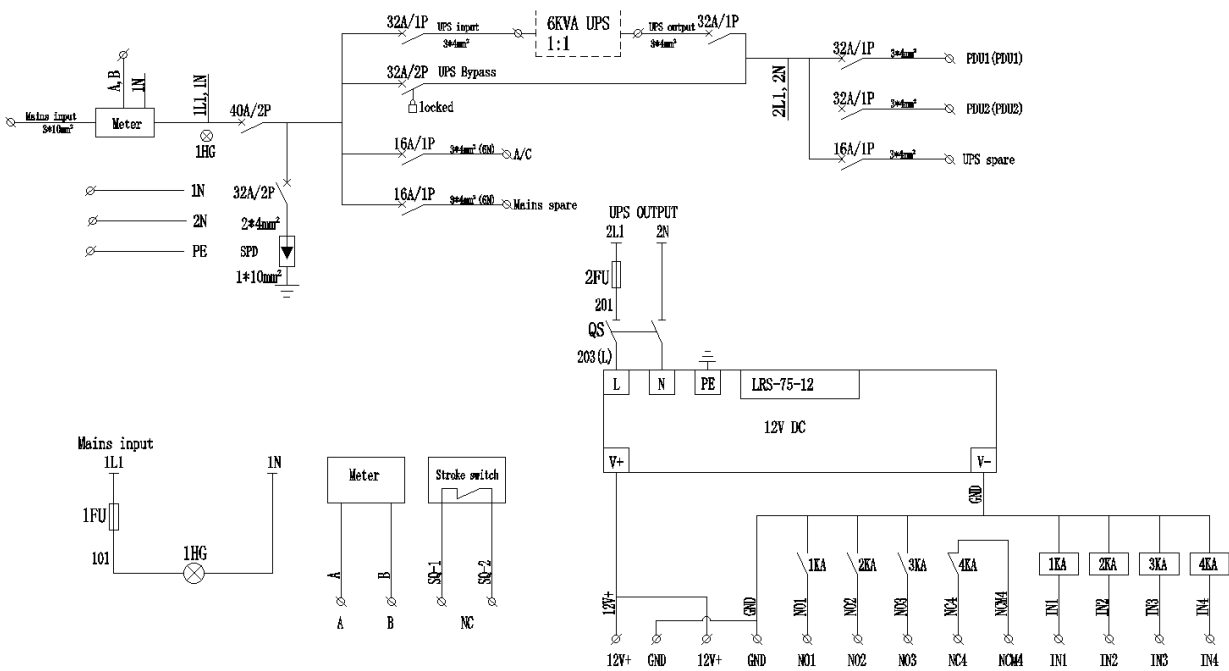 32A/1P
UPS input
3*4mm²
6KVA UPS
1:1
UPS output
3*4mm²
32A/1P
32A/2P
UPS Bypass
locked
32A/1P
3*4mm²
PDU1(PDU1)
2L1,2N
32A/1P
3*4mm²
PDU2(PDU2)
16A/1P
3*4mm²
UPS spare
A,B
1N
1L1,1N
Mains input
3*10mm²
Meter
1HG
40A/2P
16A/1P
3*4mm²(6N)
A/C
16A/1P
3*4mm²(6N)
Mains spare
1N
2N
PE
32A/2P
2*4mm²
SPD
1*10mm²
UPS OUTPUT
2L1
2N
2FU
201
QS
203(L)
L
N
PE
LRS-75-12
12V DC
V+
V-
GND
Mains input
1L1
1N
1FU
101
1HG
Meter
A
B
A
B
Stroke switch
SQ-1
SQ-2
NC
1KA
2KA
3KA
4KA
1KA
2KA
3KA
4KA
12V+
GND
NO1
NO2
NO3
NC4
NCM4
IN1
IN2
IN3
IN4
12V+
GND
12V+
GND
NO1
NO2
NO3
NC4
NCM4
IN1
IN2
IN3
IN4